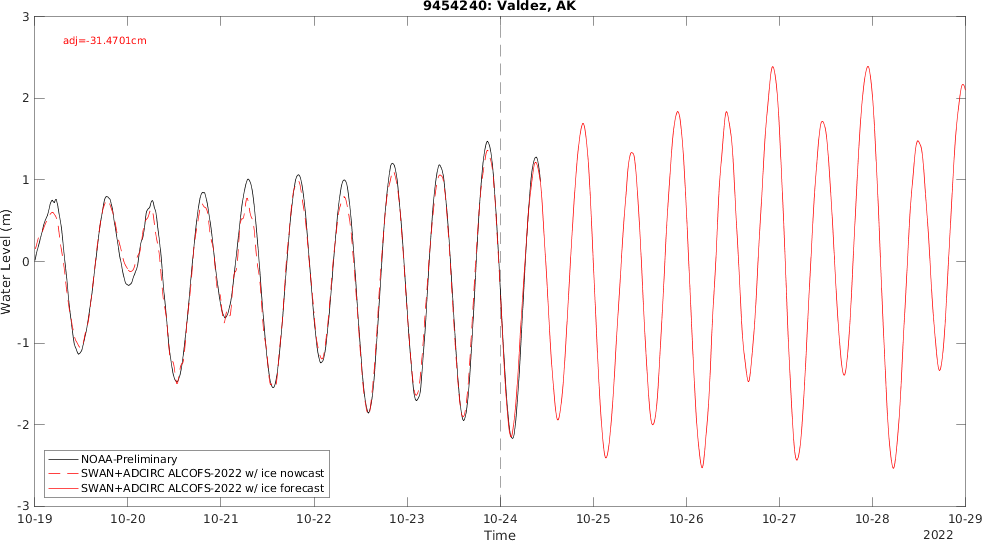 9454240: Valdez, AK
adj=-31.4701cm
Water Level (m)
3
2
1
0
-1
-2
-3
NOAA-Preliminary
SWAN+ADCIRC ALCOFS-2022 w/ ice nowcast
SWAN+ADCIRC ALCOFS-2022 w/ ice forecast
10-19 10-20 10-21 10-22 10-23 10-24 10-25 10-26 10-27 10-28 10-29
Time
2022